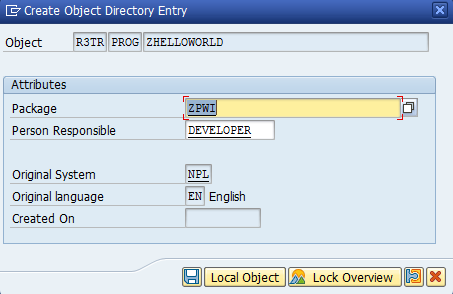 Create Object Directory Entry
Object R3TR PROG ZHELLOWORLD
Attributes
Package ZPWI
Person Responsible DEVELOPER
Original System NPL
Original language EN English
Created On
Local Object Lock Overview